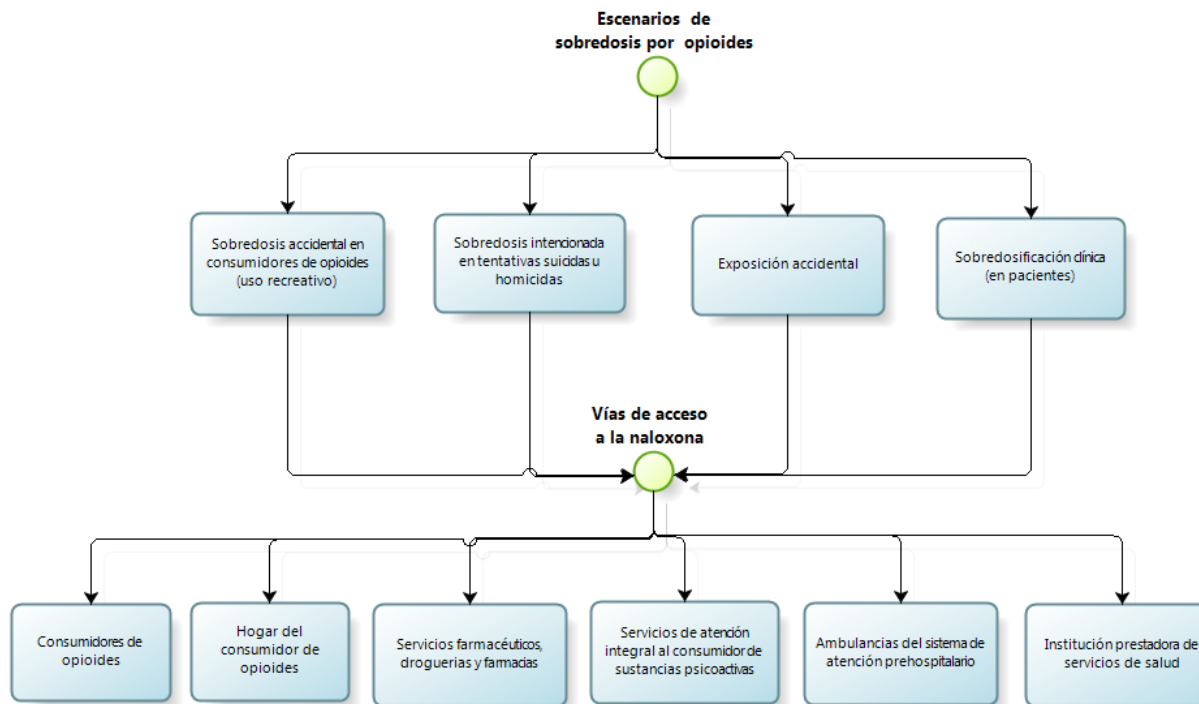 Escenarios de
sobredosis por opioides
Sobredosis accidental en
consumidores de opioides
(uso recreativo)
Sobredosis intencionada
en tentativas suicidas u
homicidas
Exposición accidental
Sobredosificación clínica
(en pacientes)
Vías de acceso
a la naloxona
Consumidores de
opioides
Hogar del
consumidor de
opioides
Servicios farmacéuticos,
droguerias y farmacias
Servicios de atención
integral al consumidor de
sustancias psicoactivas
Ambulancias del sistema de
atención prehospitalario
Institución prestadora de
servicios de salud